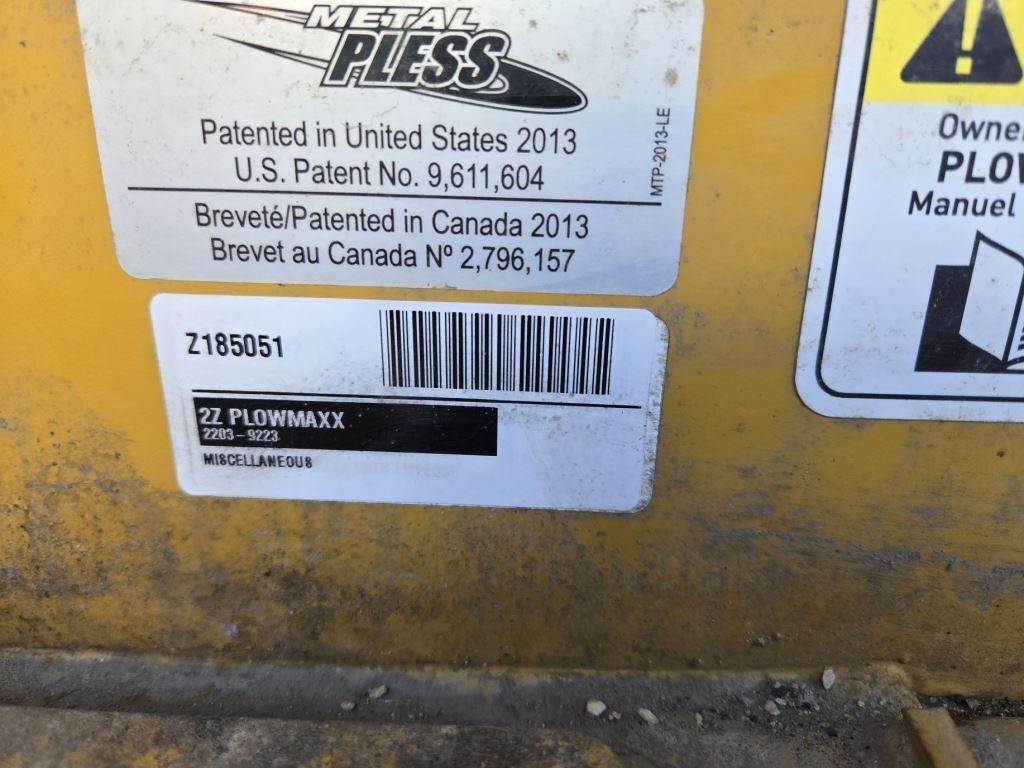 METAL
PLESS
Patented in United States 2013
U.S. Patent No. 9,611,604
MTP-2013-LE
Breveté/Patented in Canada 2013
Brevet au Canada Nº 2,796,157
Z185051
2Z PLOWMAXX
2203-9223
MISCELLANEOUS
Owne
PLOW
Manuel